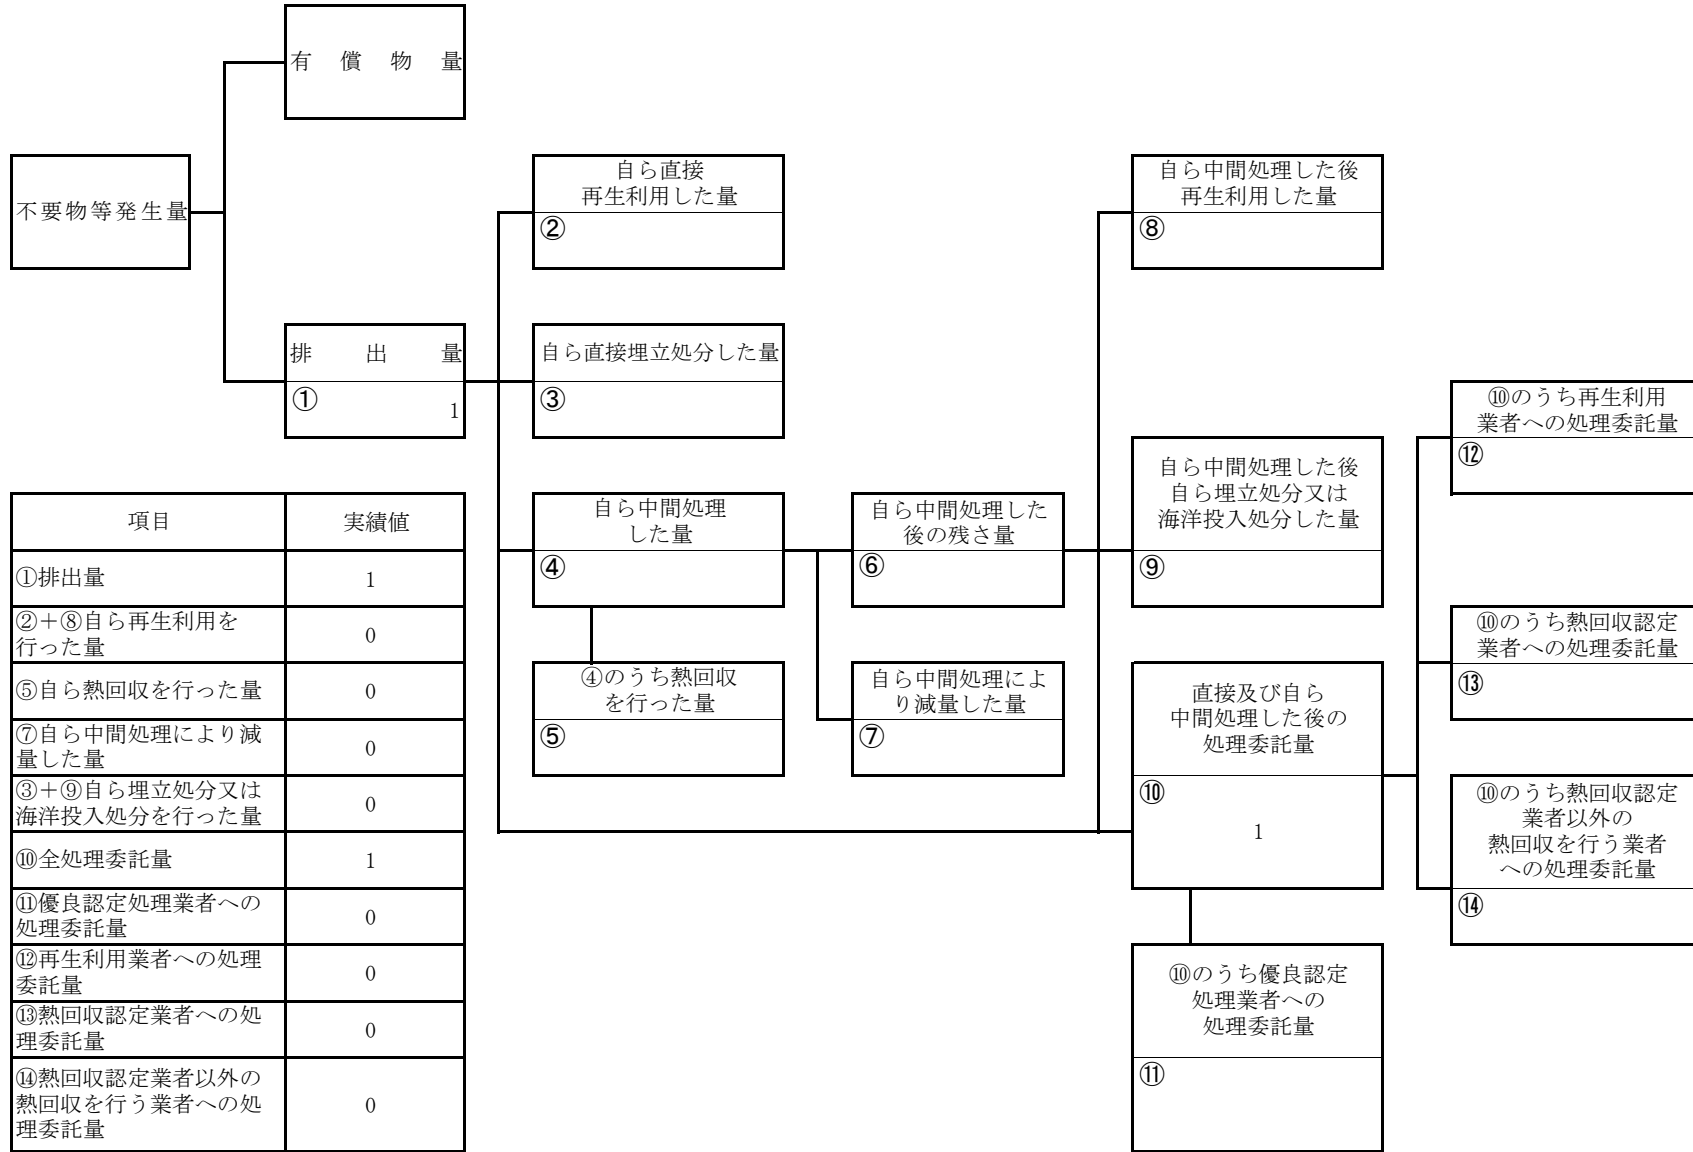 有償物量
不要物等発生量
排出量
①
1
自ら直接
再生利用した量
②
自ら直接埋立処分した量
③
自ら中間処理
した量
④
④のうち熱回収
を行った量
⑤
自ら中間処理した
後の残さ量
⑥
自ら中間処理によ
り減量した量
⑦
自ら中間処理した後
再生利用した量
⑧
自ら中間処理した後
自ら埋立処分又は
海洋投入処分した量
⑨
直接及び自ら
中間処理した後の
処理委託量
⑩
1
⑩のうち優良認定
処理業者への
処理委託量
⑪
⑩のうち再生利用
業者への処理委託量
⑫
⑩のうち熱回収認定
業者への処理委託量
⑬
⑩のうち熱回収認定
業者以外の
熱回収を行う業者
への処理委託量
⑭
項目 実績値
①排出量 1
②+⑧自ら再生利用を
行った量 0
⑤自ら熱回収を行った量 0
⑦自ら中間処理により減
量した量 0
③+⑨自ら埋立処分又は
海洋投入処分を行った量 0
⑩全処理委託量 1
⑪優良認定処理業者への
処理委託量 0
⑫再生利用業者への処理
委託量 0
⑬熱回収認定業者への処
理委託量 0
⑭熱回収認定業者以外の
熱回収を行う業者への処 0
理委託量